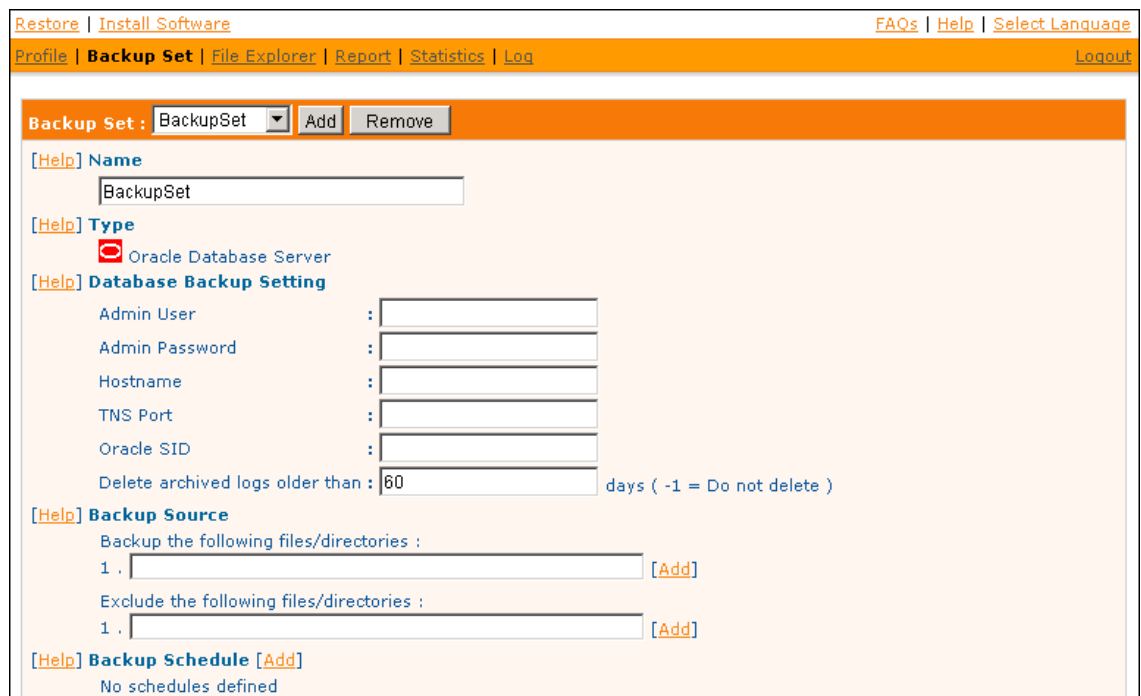 Restore | Install Software FAQs | Help | Select Language
Profile | Backup Set | File Explorer | Report | Statistics | Log Logout
Backup Set : BackupSet Add Remove
[Help] Name
BackupSet
[Help] Type
Oracle Database Server
[Help] Database Backup Setting
Admin User :
Admin Password :
Hostname :
TNS Port :
Oracle SID :
Delete archived logs older than : 60 days ( -1 = Do not delete )
[Help] Backup Source
Backup the following files/directories :
1 . [Add]
Exclude the following files/directories :
1 . [Add]
[Help] Backup Schedule [Add]
No schedules defined